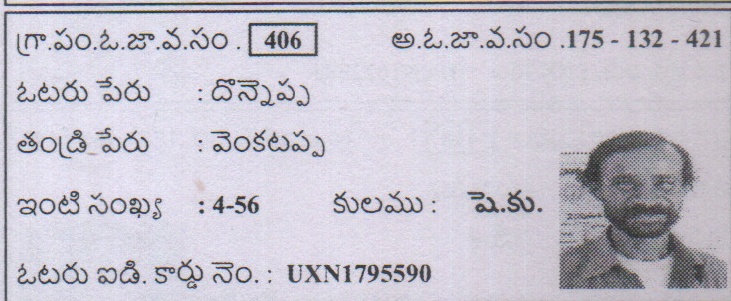 గ్రా.పం.ఓ.జా.వ.సం . 406 అ.ఓ.జా.వ.సం .175 - 132 - 421
ఓటరు పేరు : దొన్నెప్ప
తండ్రి పేరు : వెంకటప్ప
ఇంటి సంఖ్య : 4-56 కులము : షె.కు.
ఓటరు ఐడి. కార్డు నెం. : UXN1795590